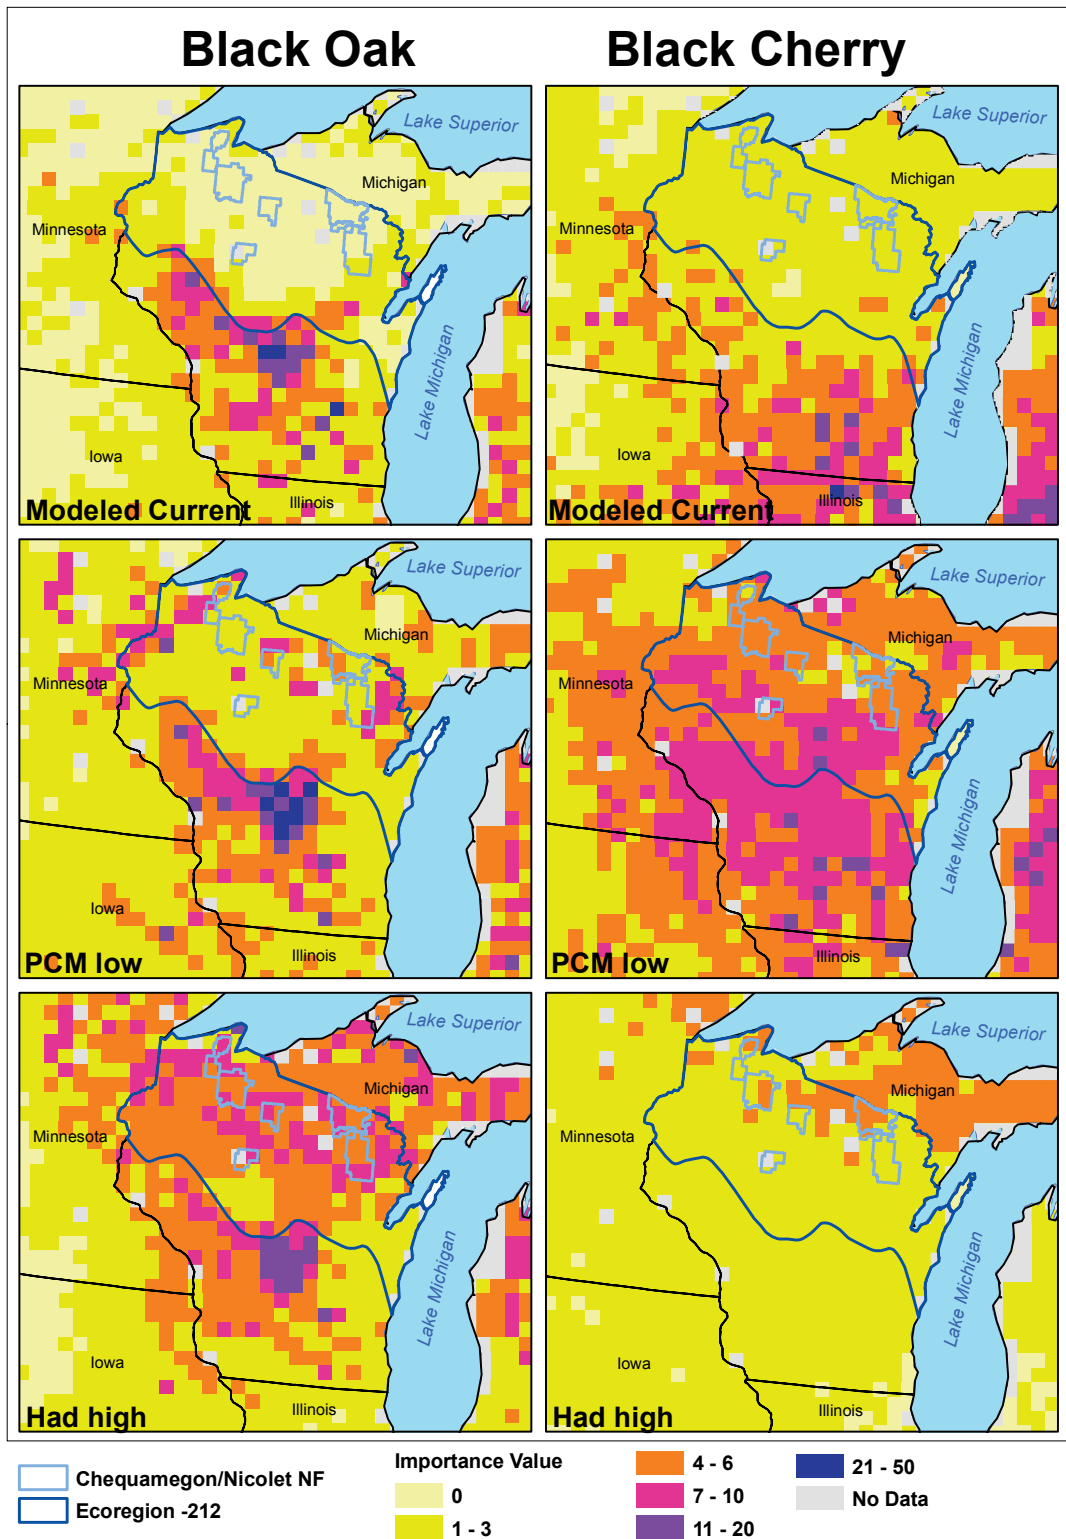 Black Oak
Black Cherry
Lake Superior
Michigan
Minnesota
Lake Michigan
Iowa
Illinois
Modeled Current
Lake Superior
Michigan
Minnesota
Lake Michigan
Iowa
Illinois
Modeled Current
Lake Superior
Michigan
Minnesota
Lake Michigan
Iowa
Illinois
PCM low
Lake Superior
Michigan
Minnesota
Lake Michigan
Iowa
Illinois
PCM low
Lake Superior
Michigan
Minnesota
Lake Michigan
Iowa
Illinois
Had high
Lake Superior
Michigan
Minnesota
Lake Michigan
Iowa
Illinois
Had high
Chequamegon/Nicolet NF
Ecoregion -212
Importance Value
0
1 - 3
4 - 6
7 - 10
11 - 20
21 - 50
No Data